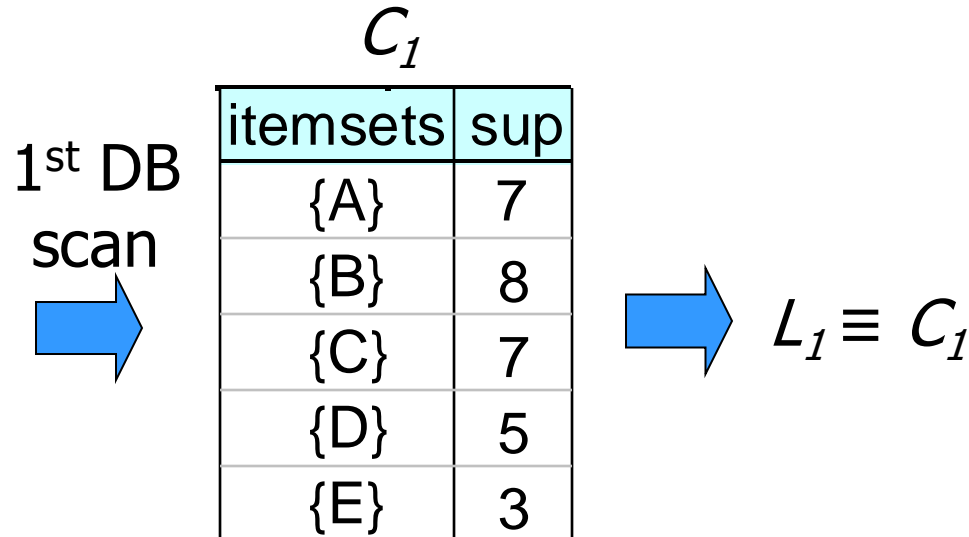 C₁
1st DB
scan
itemsets sup
{A} 7
{B} 8
{C} 7
{D} 5
{E} 3
L₁ ≡ C₁